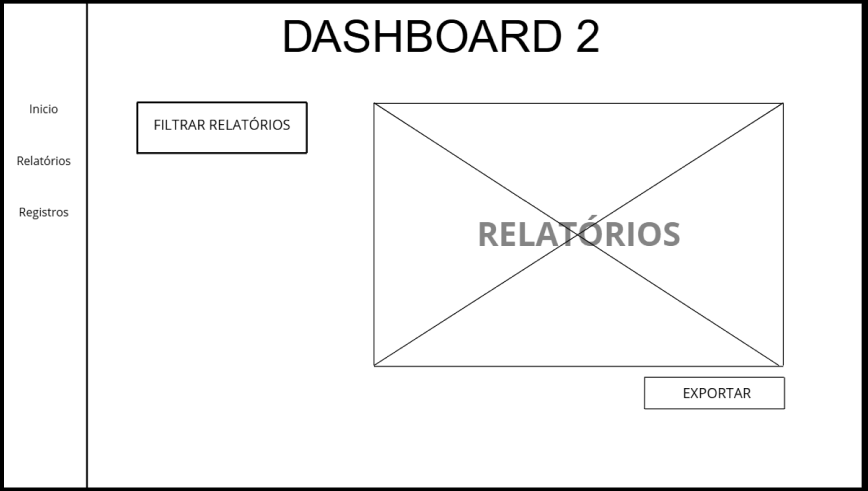 DASHBOARD 2
Inicio
Relatórios
Registros
FILTRAR RELATÓRIOS
RELATÓRIOS
EXPORTAR